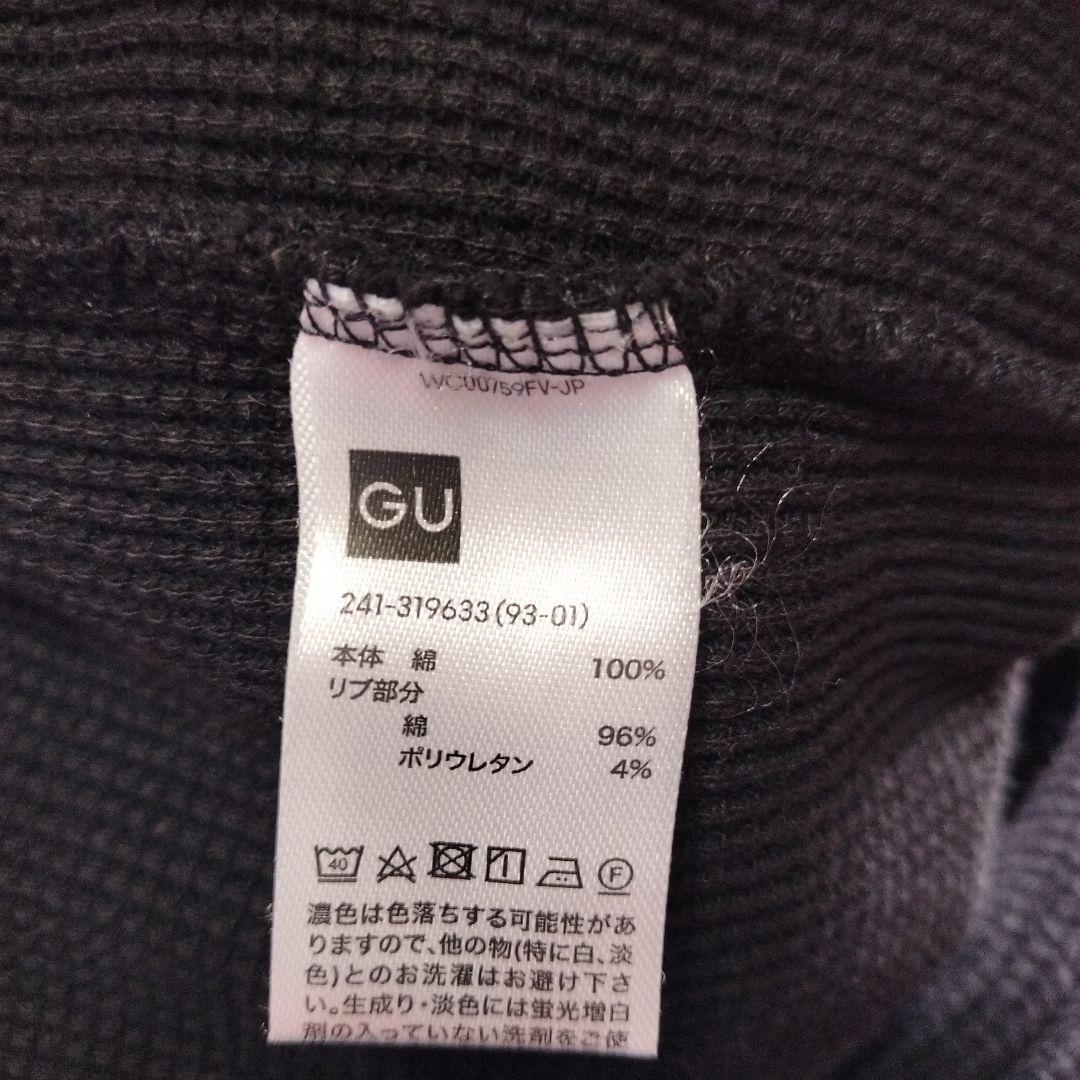 WC00759FV-JP
GU
241-319633(93-01)
本体 綿 100%
リブ部分
綿 96%
ポリウレタン 4%
40
F
濃色は色落ちする可能性があ
りますので、他の物(特に白、淡
色)とのお洗濯はお避け下さ
い。生成り・淡色には蛍光増白
剤の入っていない洗剤をご使